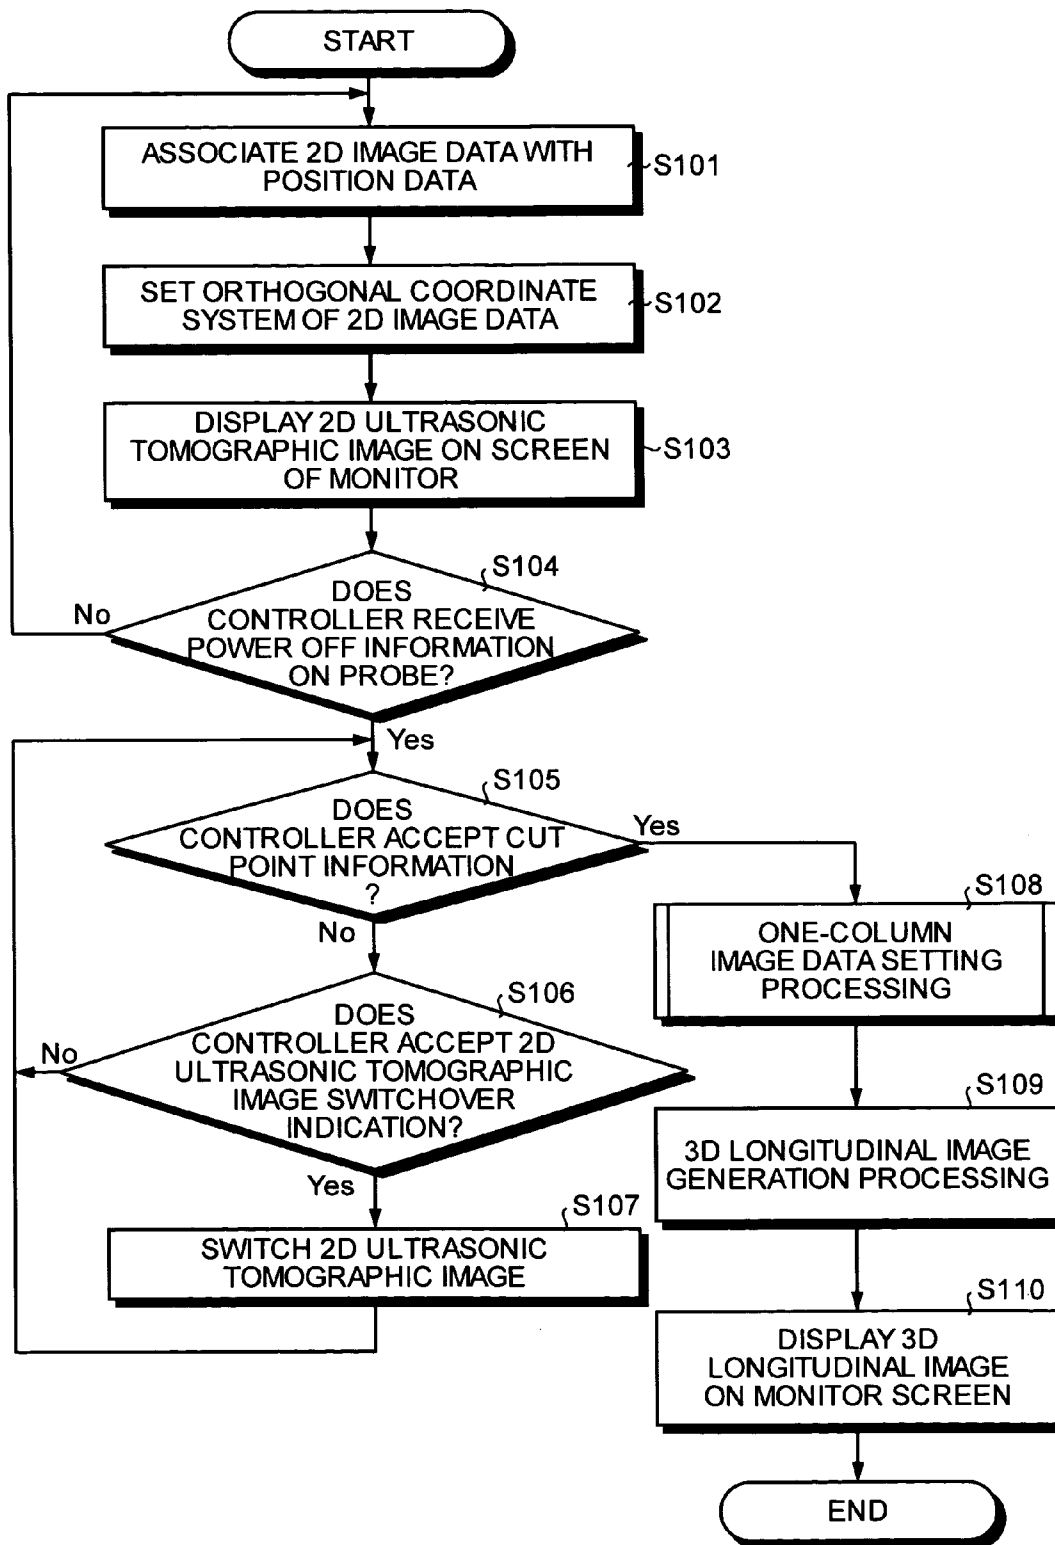 START
ASSOCIATE 2D IMAGE DATA WITH
POSITION DATA
S101
SET ORTHOGONAL COORDINATE
SYSTEM OF 2D IMAGE DATA
S102
DISPLAY 2D ULTRASONIC
TOMOGRAPHIC IMAGE ON SCREEN
OF MONITOR
S103
S104
DOES
CONTROLLER RECEIVE
POWER OFF INFORMATION
ON PROBE?
No
Yes
S105
DOES
CONTROLLER ACCEPT CUT
POINT INFORMATION
?
Yes
No
S106
DOES
CONTROLLER ACCEPT 2D
ULTRASONIC TOMOGRAPHIC
IMAGE SWITCHOVER
INDICATION?
No
Yes
S107
SWITCH 2D ULTRASONIC
TOMOGRAPHIC IMAGE
S108
ONE-COLUMN
IMAGE DATA SETTING
PROCESSING
S109
3D LONGITUDINAL IMAGE
GENERATION PROCESSING
S110
DISPLAY 3D
LONGITUDINAL IMAGE
ON MONITOR SCREEN
END